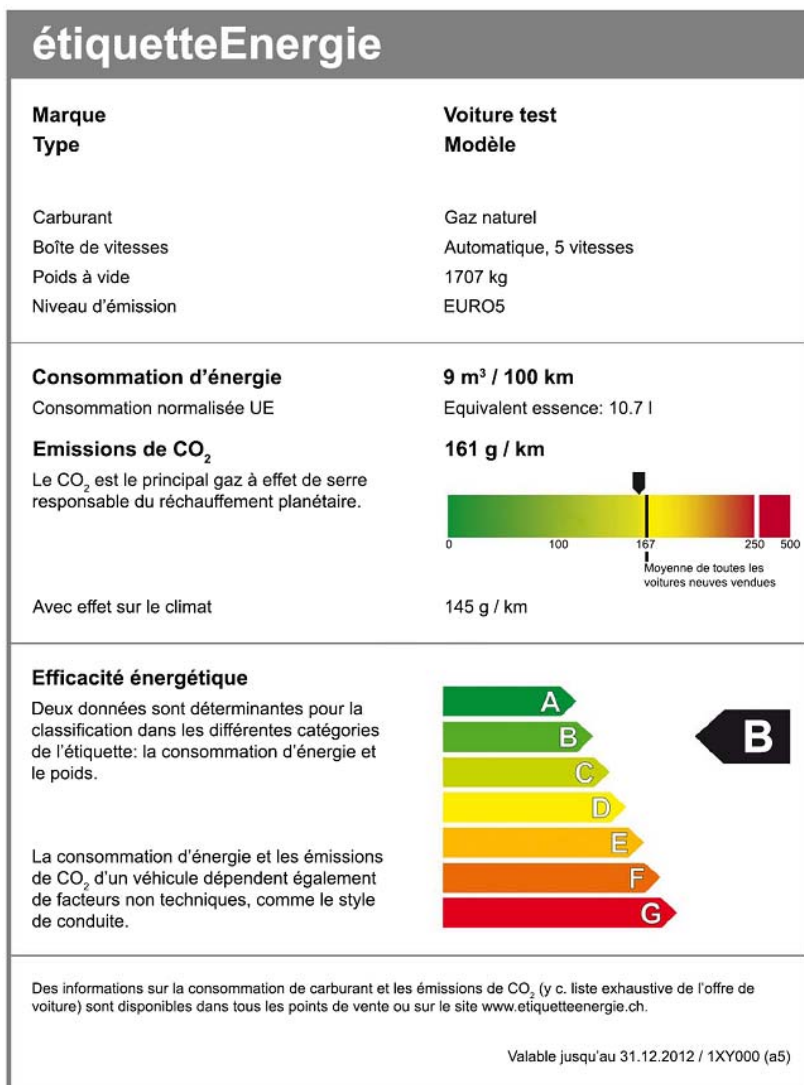 étiquetteEnergie
Marque Voiture test
Type Modèle
Carburant Gaz naturel
Boîte de vitesses Automatique, 5 vitesses
Poids à vide 1707 kg
Niveau d'émission EURO5
Consommation d'énergie 9 m³ / 100 km
Consommation normalisée UE Equivalent essence: 10.7 l
Emissions de CO₂ 161 g / km
Le CO₂ est le principal gaz à effet de serre
responsable du réchauffement planétaire.
0 100 167 250 500
Moyenne de toutes les
voitures neuves vendues
Avec effet sur le climat 145 g / km
Efficacité énergétique
Deux données sont déterminantes pour la
classification dans les différentes catégories
de l'étiquette: la consommation d'énergie et
le poids.
La consommation d'énergie et les émissions
de CO₂ d'un véhicule dépendent également
de facteurs non techniques, comme le style
de conduite.
A
B
B
C
D
E
F
G
Des informations sur la consommation de carburant et les émissions de CO₂ (y c. liste exhaustive de l'offre de
voiture) sont disponibles dans tous les points de vente ou sur le site www.etiquetteenergie.ch.
Valable jusqu'au 31.12.2012 / 1XY000 (a5)